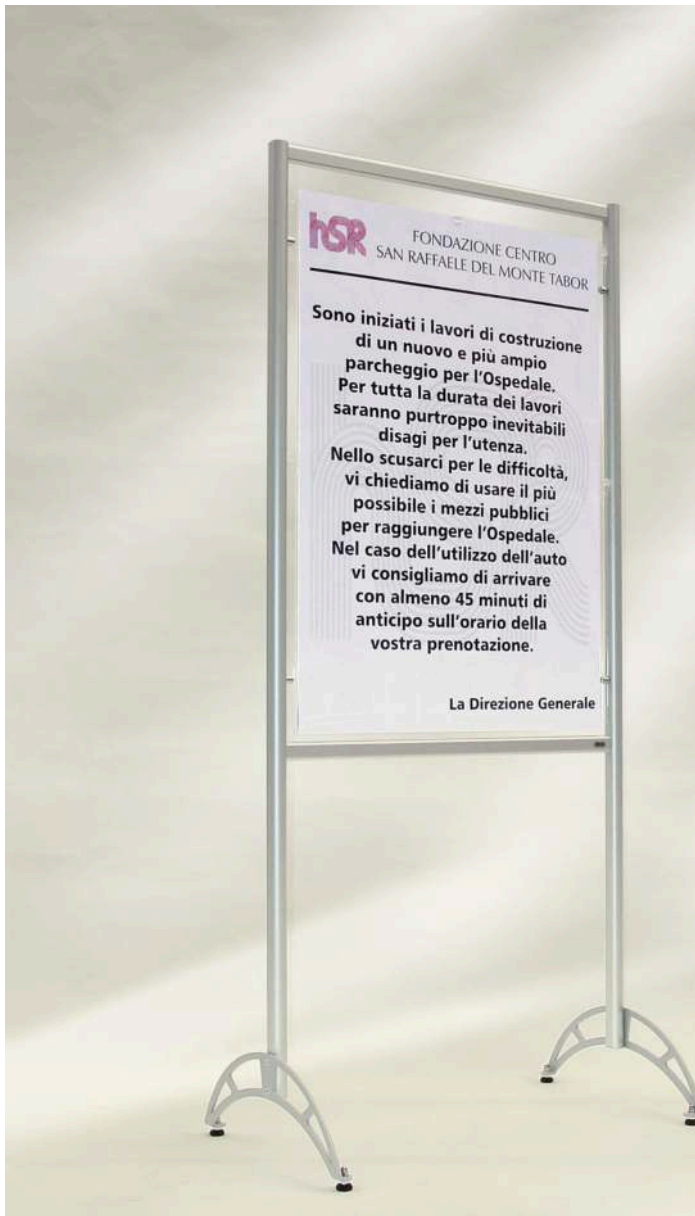 hSR
FONDAZIONE CENTRO
SAN RAFFAELE DEL MONTE TABOR
Sono iniziati i lavori di costruzione
di un nuovo e più ampio
parcheggio per l'Ospedale.
Per tutta la durata dei lavori
saranno purtroppo inevitabili
disagi per l'utenza.
Nello scusarci per le difficoltà,
vi chiediamo di usare il più
possibile i mezzi pubblici
per raggiungere l'Ospedale.
Nel caso dell'utilizzo dell'auto
vi consigliamo di arrivare
con almeno 45 minuti di
anticipo sull'orario della
vostra prenotazione.
La Direzione Generale